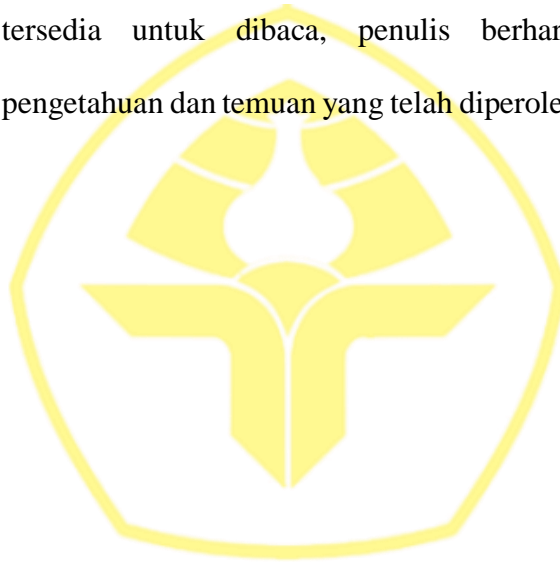 tersedia untuk dibaca, penulis berhar
pengetahuan dan temuan yang telah diperole